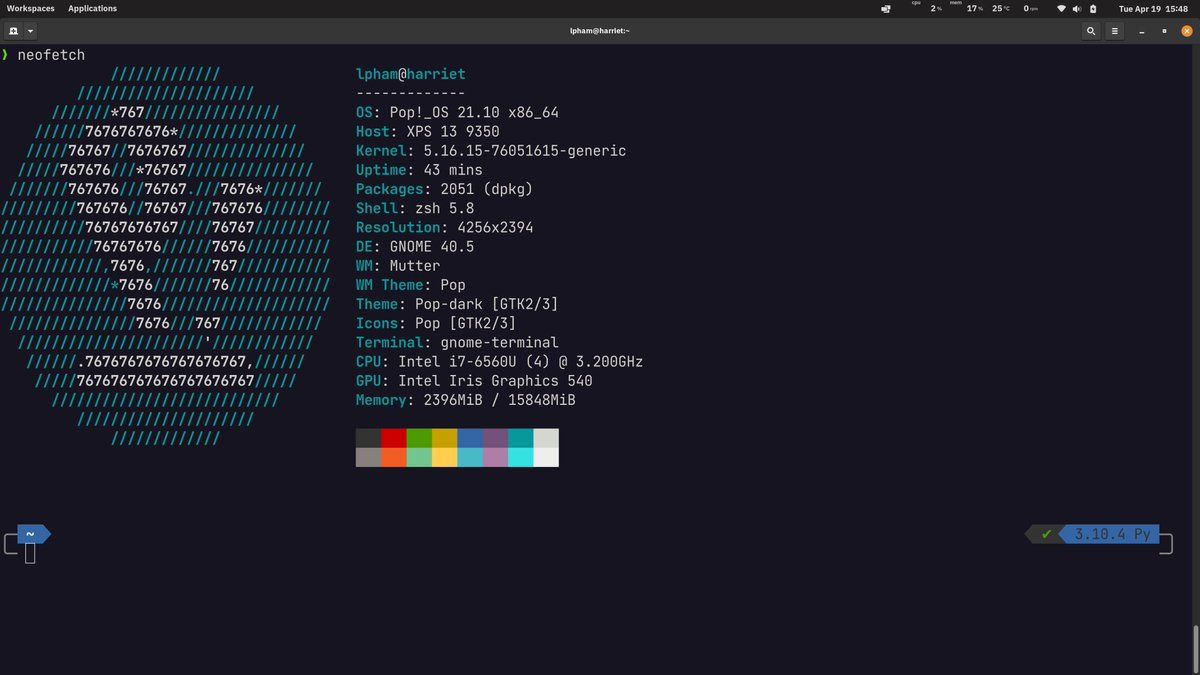 Workspaces Applications cpu 2 % mem 17 % 25 °C 0 rpm Tue Apr 19 15:48
lpham@harriet:~
❯ neofetch
/////////////
/////////////////////
///////*767////////////////
//////7676767676*//////////////
/////76767//7676767//////////////
/////767676///*76767///////////////
///////767676///76767.///7676*///////
/////////767676//76767///767676////////
//////////76767676767////76767/////////
///////////76767676//////7676//////////
////////////,7676,///////767///////////
/////////////*7676///////76////////////
///////////////7676////////////////////
///////////////7676///767////////////
//////////////////////'////////////
//////.7676767676767676767,//////
/////767676767676767676767/////
///////////////////////////
/////////////////////
/////////////
lpham@harriet
-------------
OS: Pop!_OS 21.10 x86_64
Host: XPS 13 9350
Kernel: 5.16.15-76051615-generic
Uptime: 43 mins
Packages: 2051 (dpkg)
Shell: zsh 5.8
Resolution: 4256x2394
DE: GNOME 40.5
WM: Mutter
WM Theme: Pop
Theme: Pop-dark [GTK2/3]
Icons: Pop [GTK2/3]
Terminal: gnome-terminal
CPU: Intel i7-6560U (4) @ 3.200GHz
GPU: Intel Iris Graphics 540
Memory: 2396MiB / 15848MiB
~ ✔ 3.10.4 Py